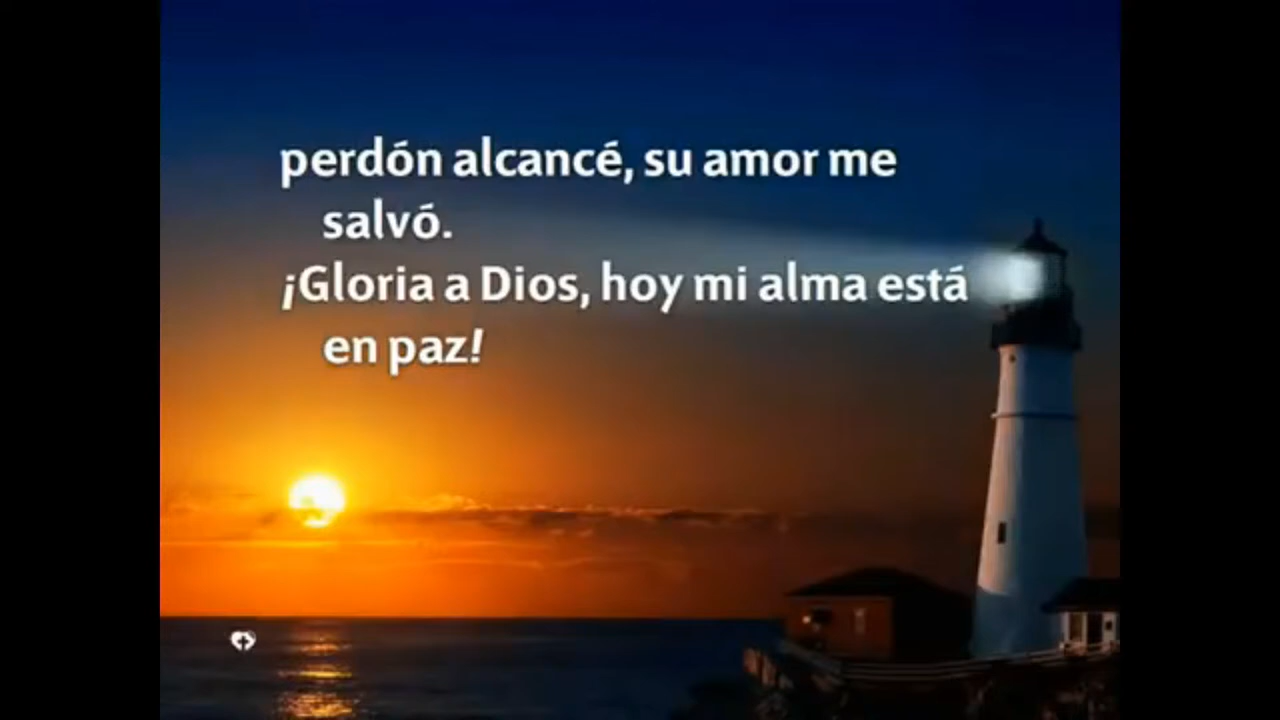 perdón alcancé, su amor me
salvó.
¡Gloria a Dios, hoy mi alma está
en paz!